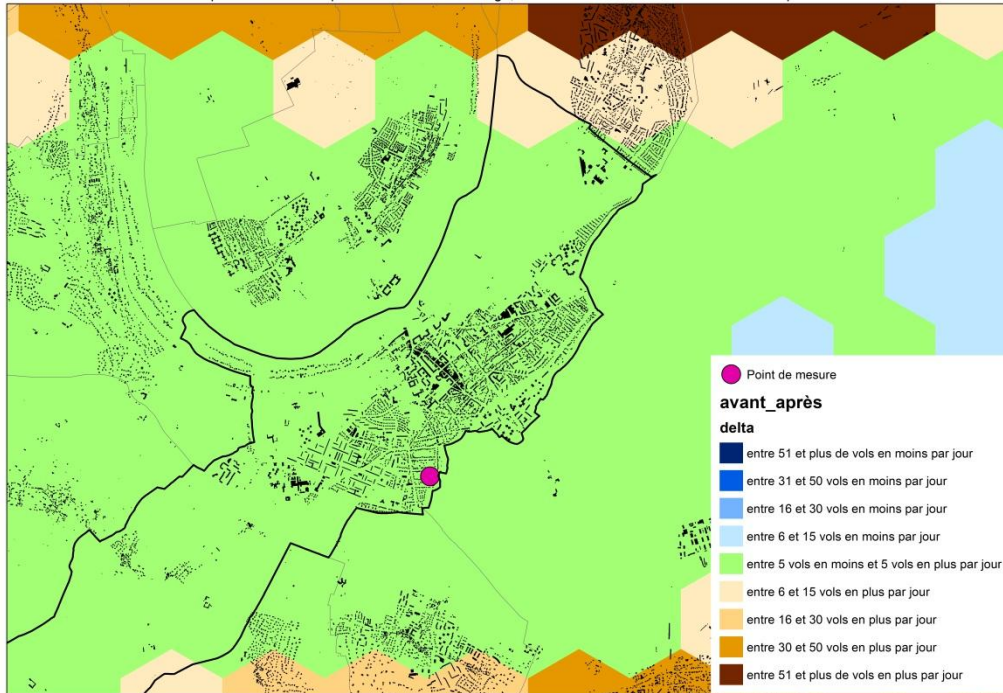 Point de mesure
avant_après
delta
entre 51 et plus de vols en moins par jour
entre 31 et 50 vols en moins par jour
entre 16 et 30 vols en moins par jour
entre 6 et 15 vols en moins par jour
entre 5 vols en moins et 5 vols en plus par jour
entre 6 et 15 vols en plus par jour
entre 16 et 30 vols en plus par jour
entre 30 et 50 vols en plus par jour
entre 51 et plus de vols en plus par jour